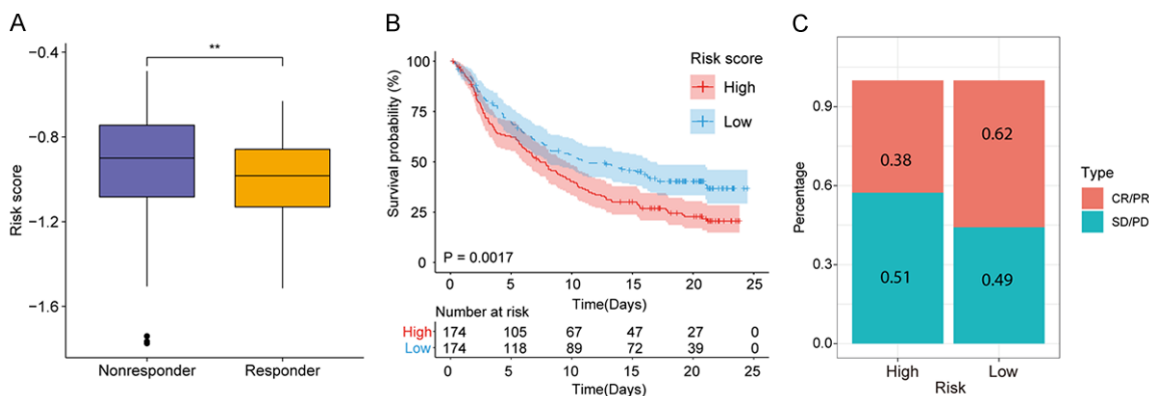 A
**
−0.4
−0.8
−1.2
−1.6
Risk score
Nonresponder
Responder
B
Survival probability (%)
100
75
50
25
0
Risk score
High
Low
P = 0.0017
0
5
10
15
20
25
Time(Days)
Number at risk
High 174 105 67 47 27 0
Low 174 118 89 72 39 0
0 5 10 15 20 25
Time(Days)
C
Percentage
0.9
0.6
0.3
0.0
0.38
0.62
0.51
0.49
High
Low
Risk
Type
CR/PR
SD/PD